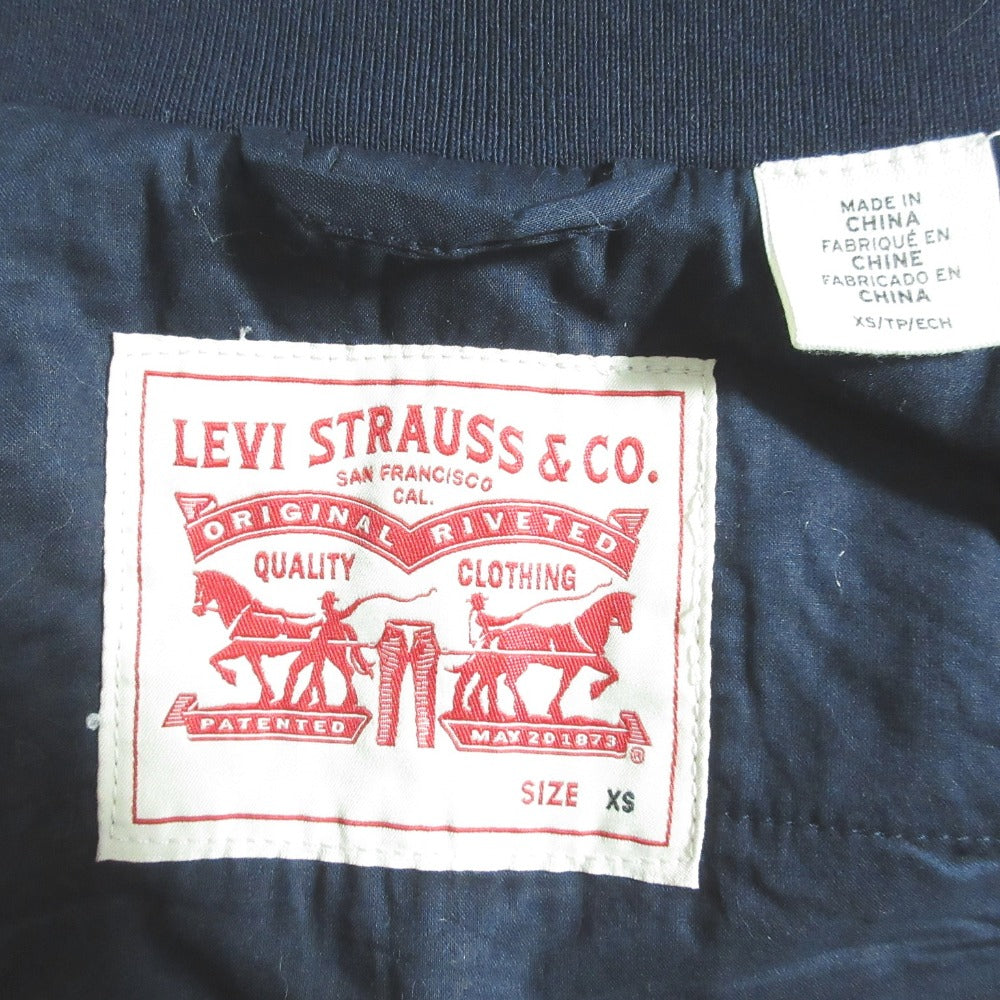 MADE IN
CHINA
FABRIQUÉ EN
CHINE
FABRICADO EN
CHINA
XS/TP/ECH
LEVI STRAUSS & CO.
SAN FRANCISCO
CAL.
ORIGINAL RIVETED
QUALITY CLOTHING
PATENTED MAY 20 1873 ®
SIZE XS